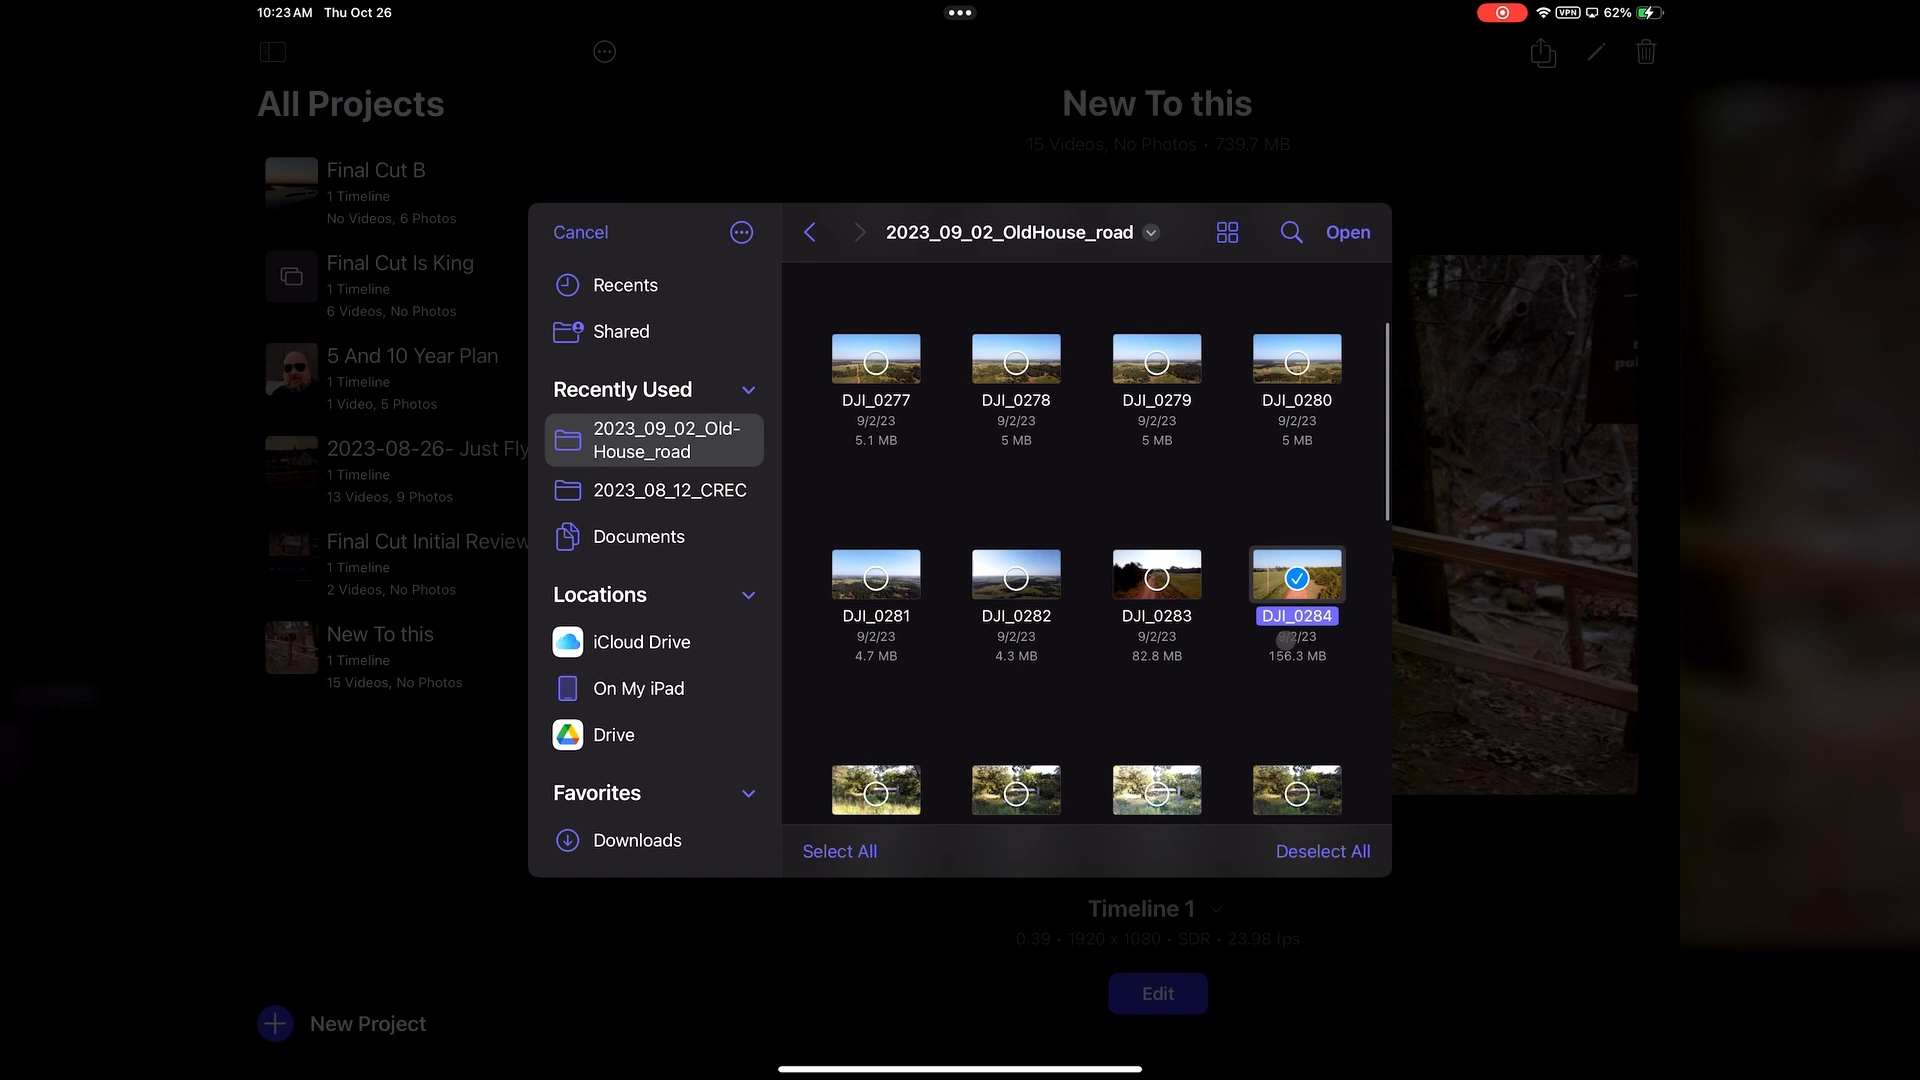 10:23 AM Thu Oct 26
VPN
62%
All Projects
Final Cut B
1 Timeline
No Videos, 6 Photos
Final Cut Is King
1 Timeline
6 Videos, No Photos
5 And 10 Year Plan
1 Timeline
1 Video, 5 Photos
2023-08-26- Just Fly
1 Timeline
13 Videos, 9 Photos
Final Cut Initial Review
1 Timeline
2 Videos, No Photos
New To this
1 Timeline
15 Videos, No Photos
New Project
New To this
15 Videos, No Photos • 739.7 MB
Cancel
Recents
Shared
Recently Used
2023_09_02_Old-
House_road
2023_08_12_CREC
Documents
Locations
iCloud Drive
On My iPad
Drive
Favorites
Downloads
2023_09_02_OldHouse_road
Open
DJI_0277
9/2/23
5.1 MB
DJI_0278
9/2/23
5 MB
DJI_0279
9/2/23
5 MB
DJI_0280
9/2/23
5 MB
DJI_0281
9/2/23
4.7 MB
DJI_0282
9/2/23
4.3 MB
DJI_0283
9/2/23
82.8 MB
DJI_0284
9/2/23
156.3 MB
Select All
Deselect All
Timeline 1
0:39 • 1920 x 1080 • SDR • 23.98 fps
Edit